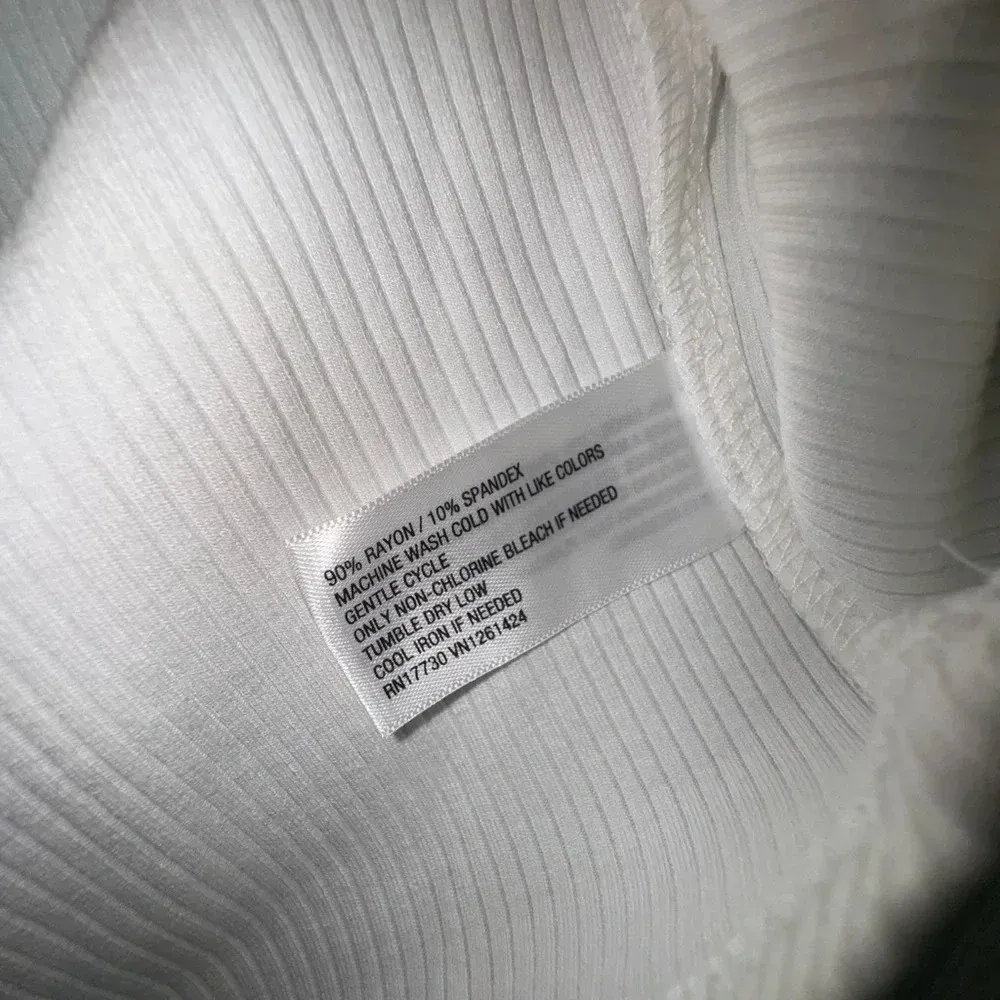 90% RAYON / 10% SPANDEX
MACHINE WASH COLD WITH LIKE COLORS
GENTLE CYCLE
ONLY NON-CHLORINE BLEACH IF NEEDED
TUMBLE DRY LOW
COOL IRON IF NEEDED
RN17730 VN1261424